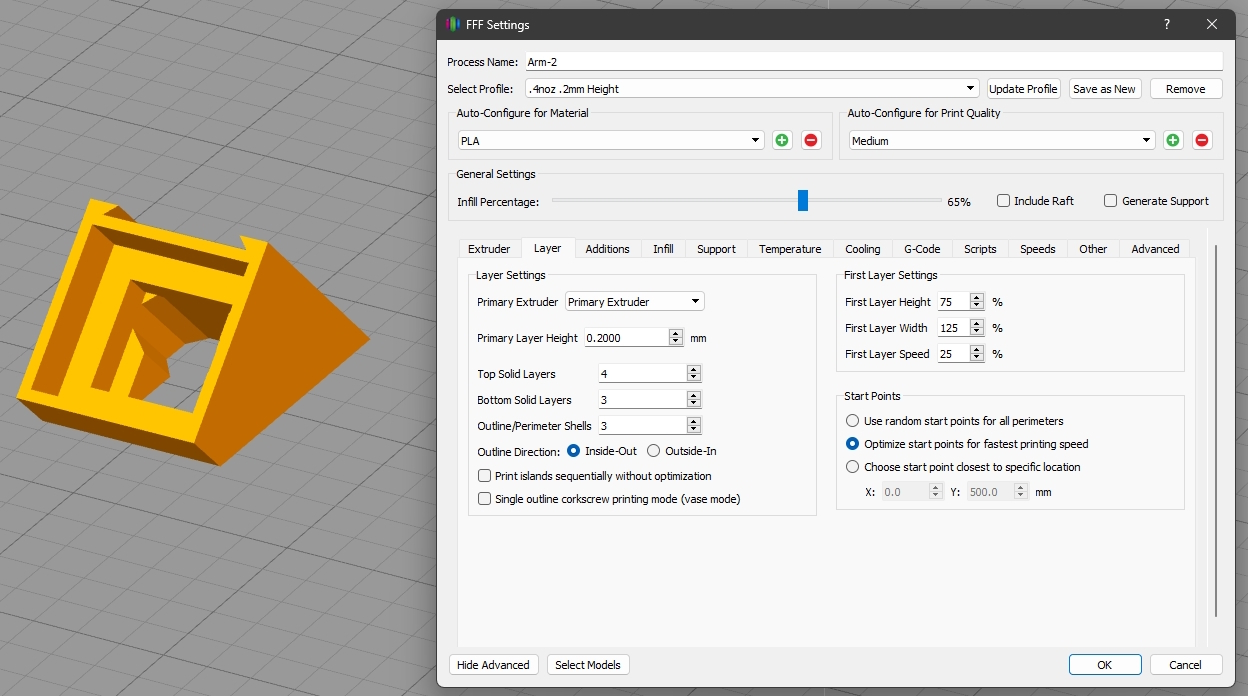 FFF Settings ?
Process Name: Arm-2
Select Profile: .4noz .2mm Height Update Profile Save as New Remove
Auto-Configure for Material Auto-Configure for Print Quality
PLA Medium
General Settings
Infill Percentage: 65% Include Raft Generate Support
Extruder Layer Additions Infill Support Temperature Cooling G-Code Scripts Speeds Other Advanced
Layer Settings
Primary Extruder Primary Extruder
Primary Layer Height 0.2000 mm
Top Solid Layers 4
Bottom Solid Layers 3
Outline/Perimeter Shells 3
Outline Direction: Inside-Out Outside-In
Print islands sequentially without optimization
Single outline corkscrew printing mode (vase mode)
First Layer Settings
First Layer Height 75 %
First Layer Width 125 %
First Layer Speed 25 %
Start Points
Use random start points for all perimeters
Optimize start points for fastest printing speed
Choose start point closest to specific location
X: 0.0 Y: 500.0 mm
Hide Advanced Select Models OK Cancel